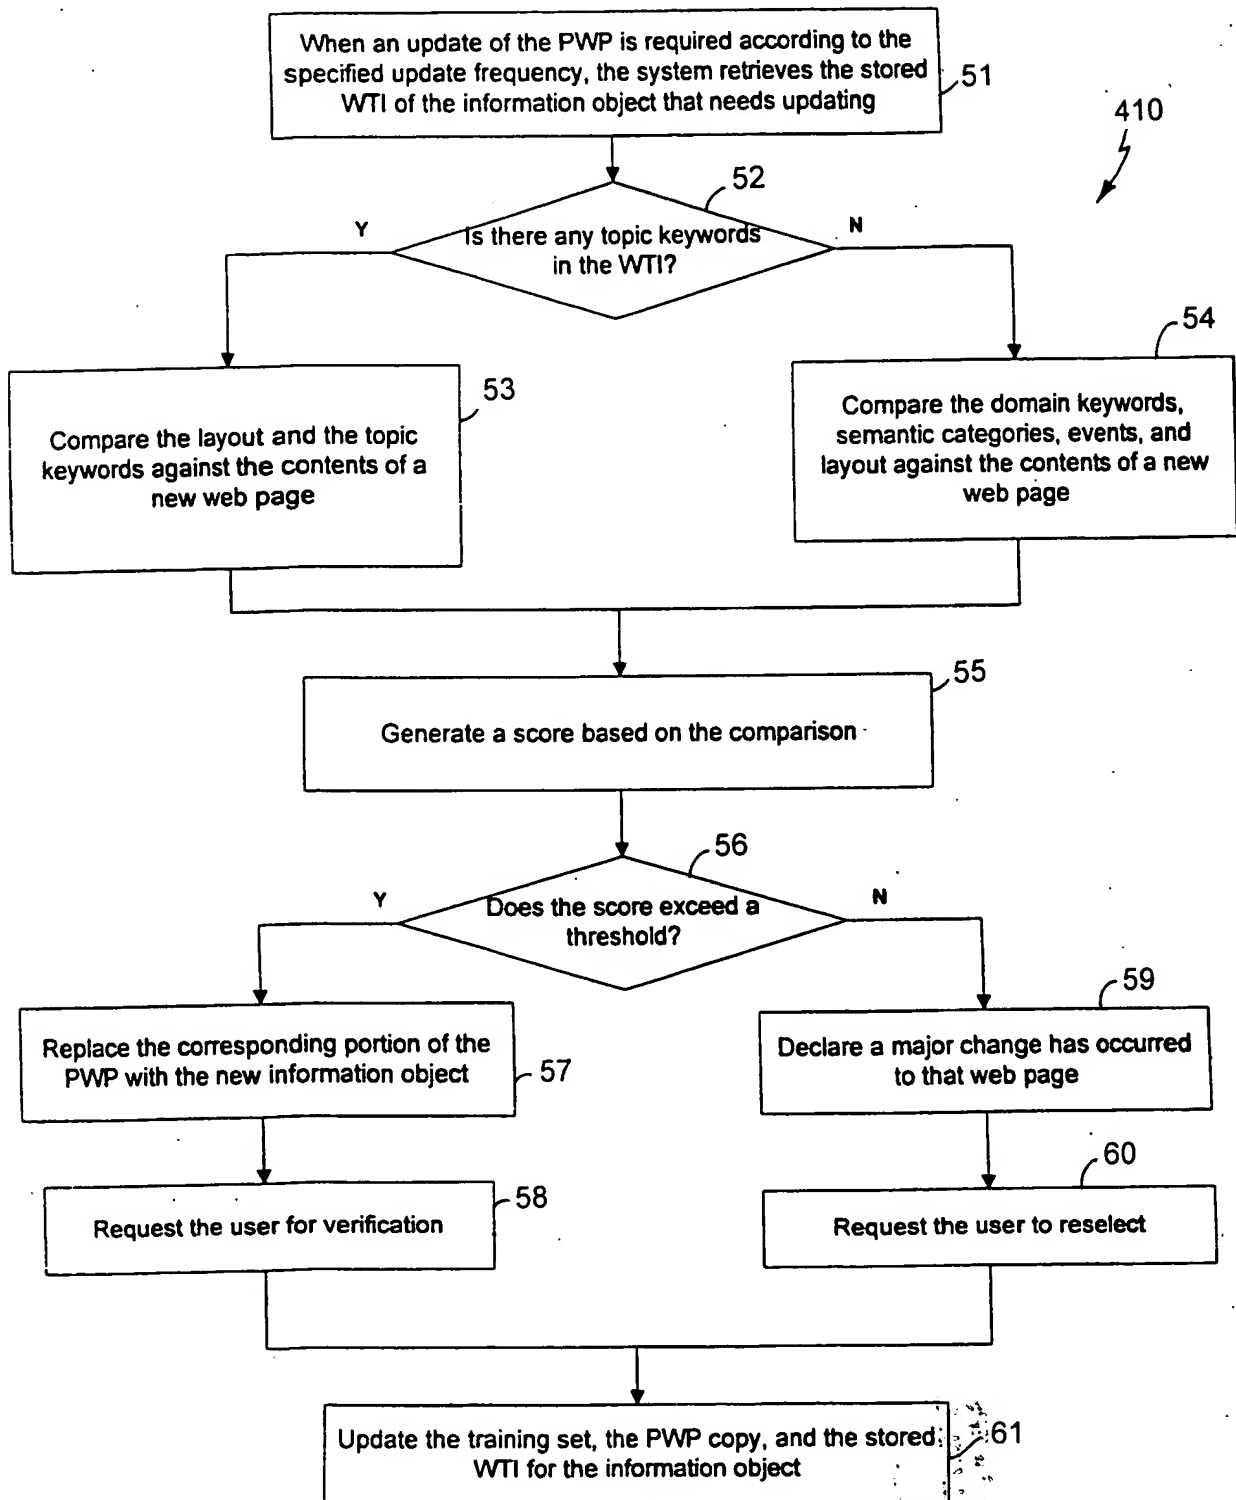 When an update of the PWP is required according to the
specified update frequency, the system retrieves the stored
WTI of the information object that needs updating
51
410
52
Y
N
Is there any topic keywords
in the WTI?
54
53
Compare the layout and the topic
keywords against the contents of a
new web page
Compare the domain keywords,
semantic categories, events, and
layout against the contents of a new
web page
55
Generate a score based on the comparison
56
Y
N
Does the score exceed a
threshold?
59
Replace the corresponding portion of the
PWP with the new information object
57
Declare a major change has occurred
to that web page
60
58
Request the user for verification
Request the user to reselect
Update the training set, the PWP copy, and the stored
WTI for the information object
61